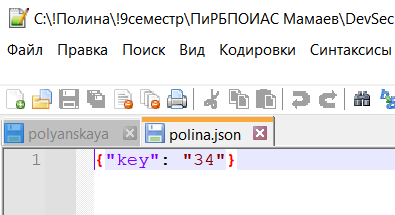 C:\!Полина\!9семестр\ПиРБПОИАС Мамаев\DevSec
Файл Правка Поиск Вид Кодировки Синтаксисы
polyanskaya polina.json
1 {"key": "34"}